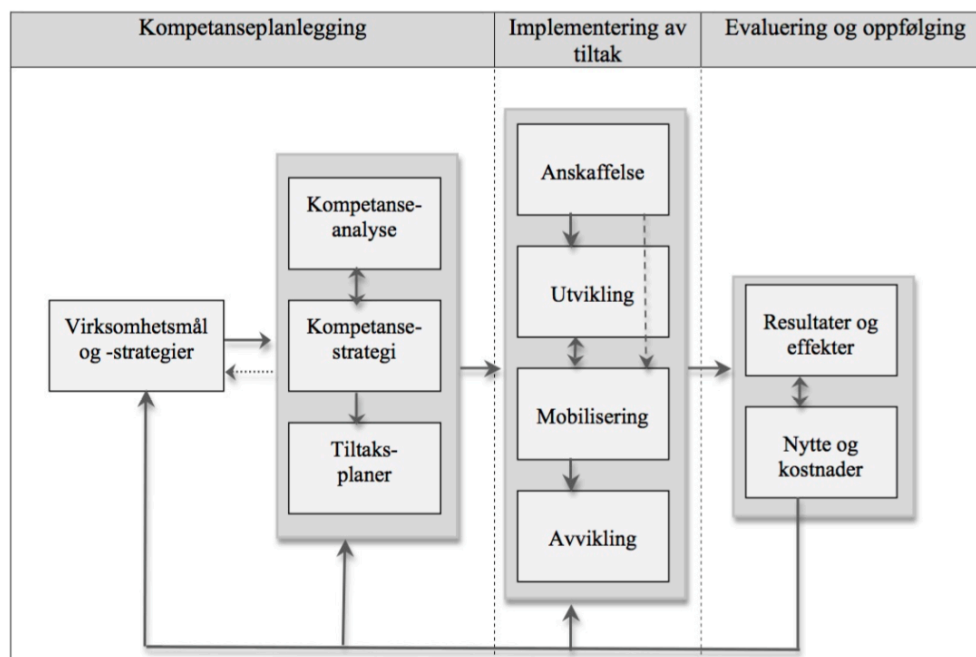 Kompetanseplanlegging
Implementering av
tiltak
Evaluering og oppfølging
Virksomhetsmål
og -strategier
Kompetanse-
analyse
Kompetanse-
strategi
Tiltaks-
planer
Anskaffelse
Utvikling
Mobilisering
Avvikling
Resultater og
effekter
Nytte og
kostnader